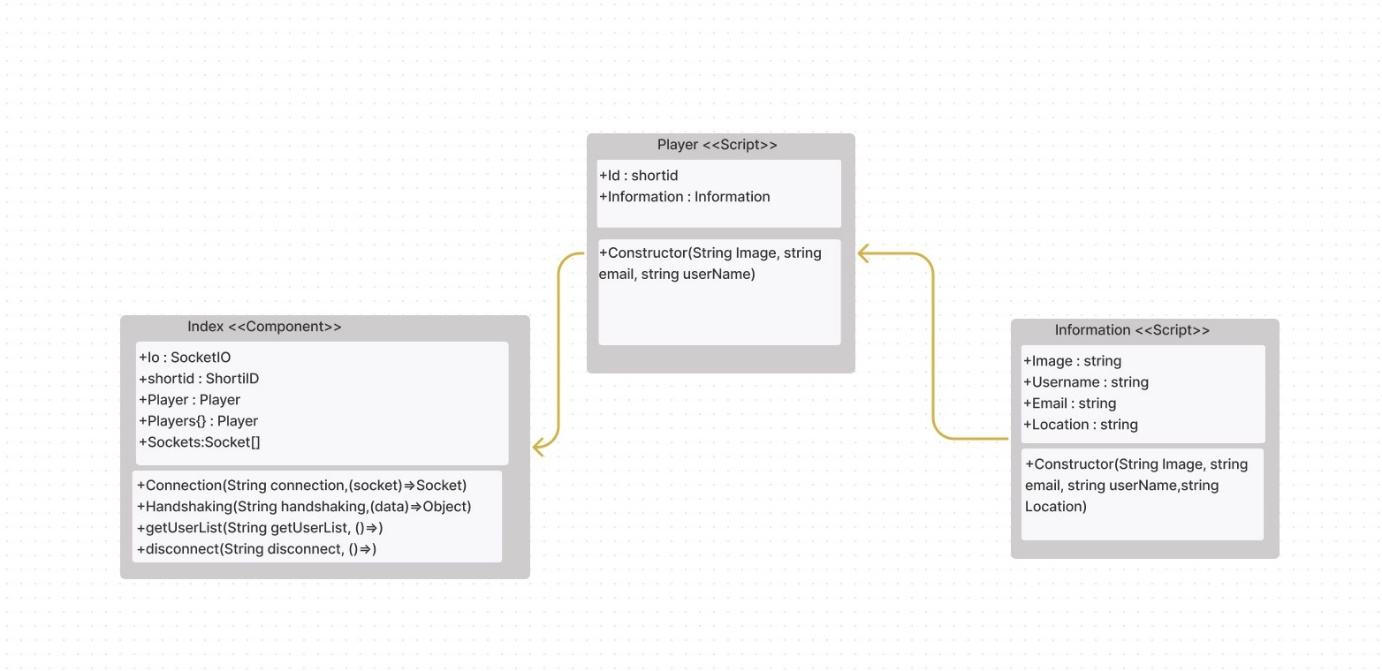 Player <<Script>>
+Id : shortid
+Information : Information
+Constructor(String Image, string
email, string userName)
Index <<Component>>
+Io : SocketIO
+shortid : ShortiID
+Player : Player
+Players{} : Player
+Sockets:Socket[]
+Connection(String connection,(socket)=>Socket)
+Handshaking(String handshaking,(data)=>Object)
+getUserList(String getUserList, ()=>)
+disconnect(String disconnect, ()=>)
Information <<Script>>
+Image : string
+Username : string
+Email : string
+Location : string
+Constructor(String Image, string
email, string userName,string
Location)